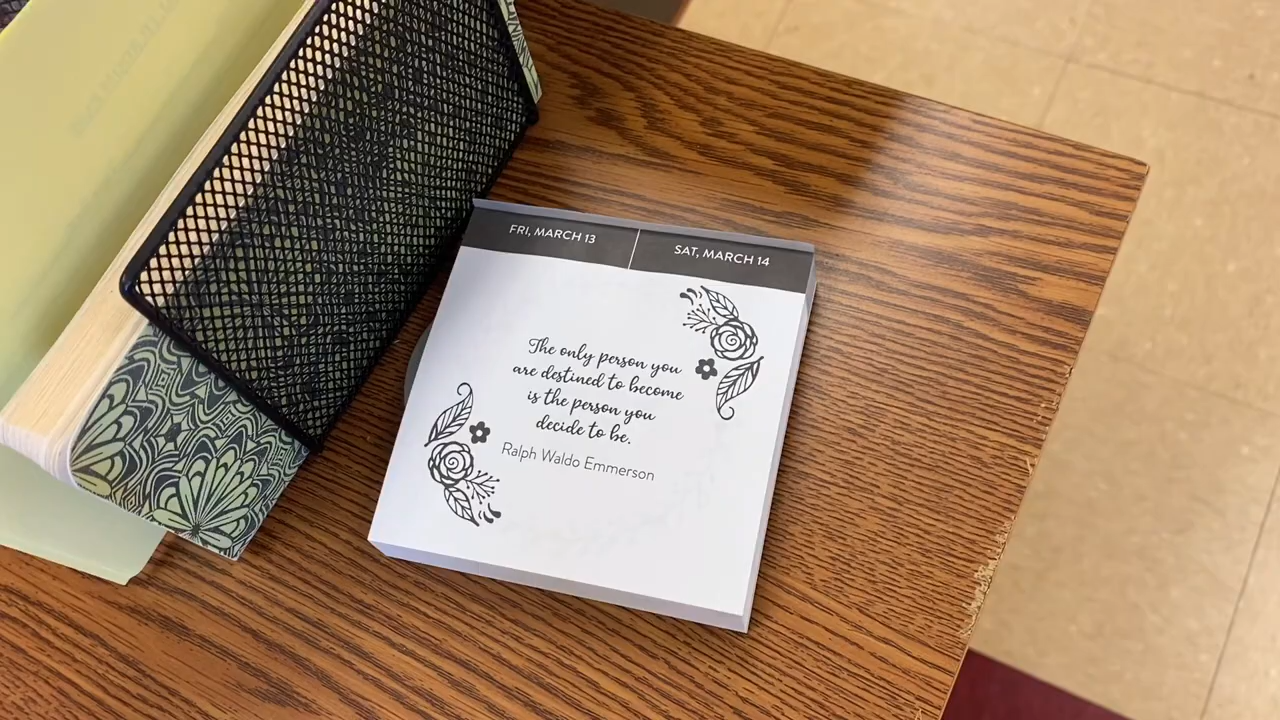 FRI, MARCH 13
SAT, MARCH 14
The only person you
are destined to become
is the person you
decide to be.
Ralph Waldo Emmerson